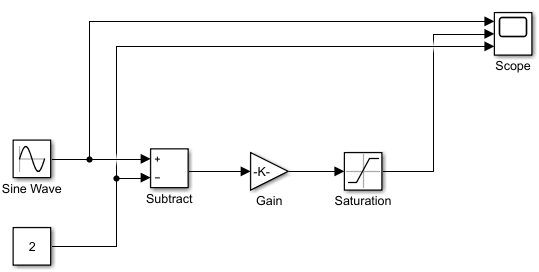 Scope
Sine Wave
+
−
Subtract
-K-
Gain
Saturation
2